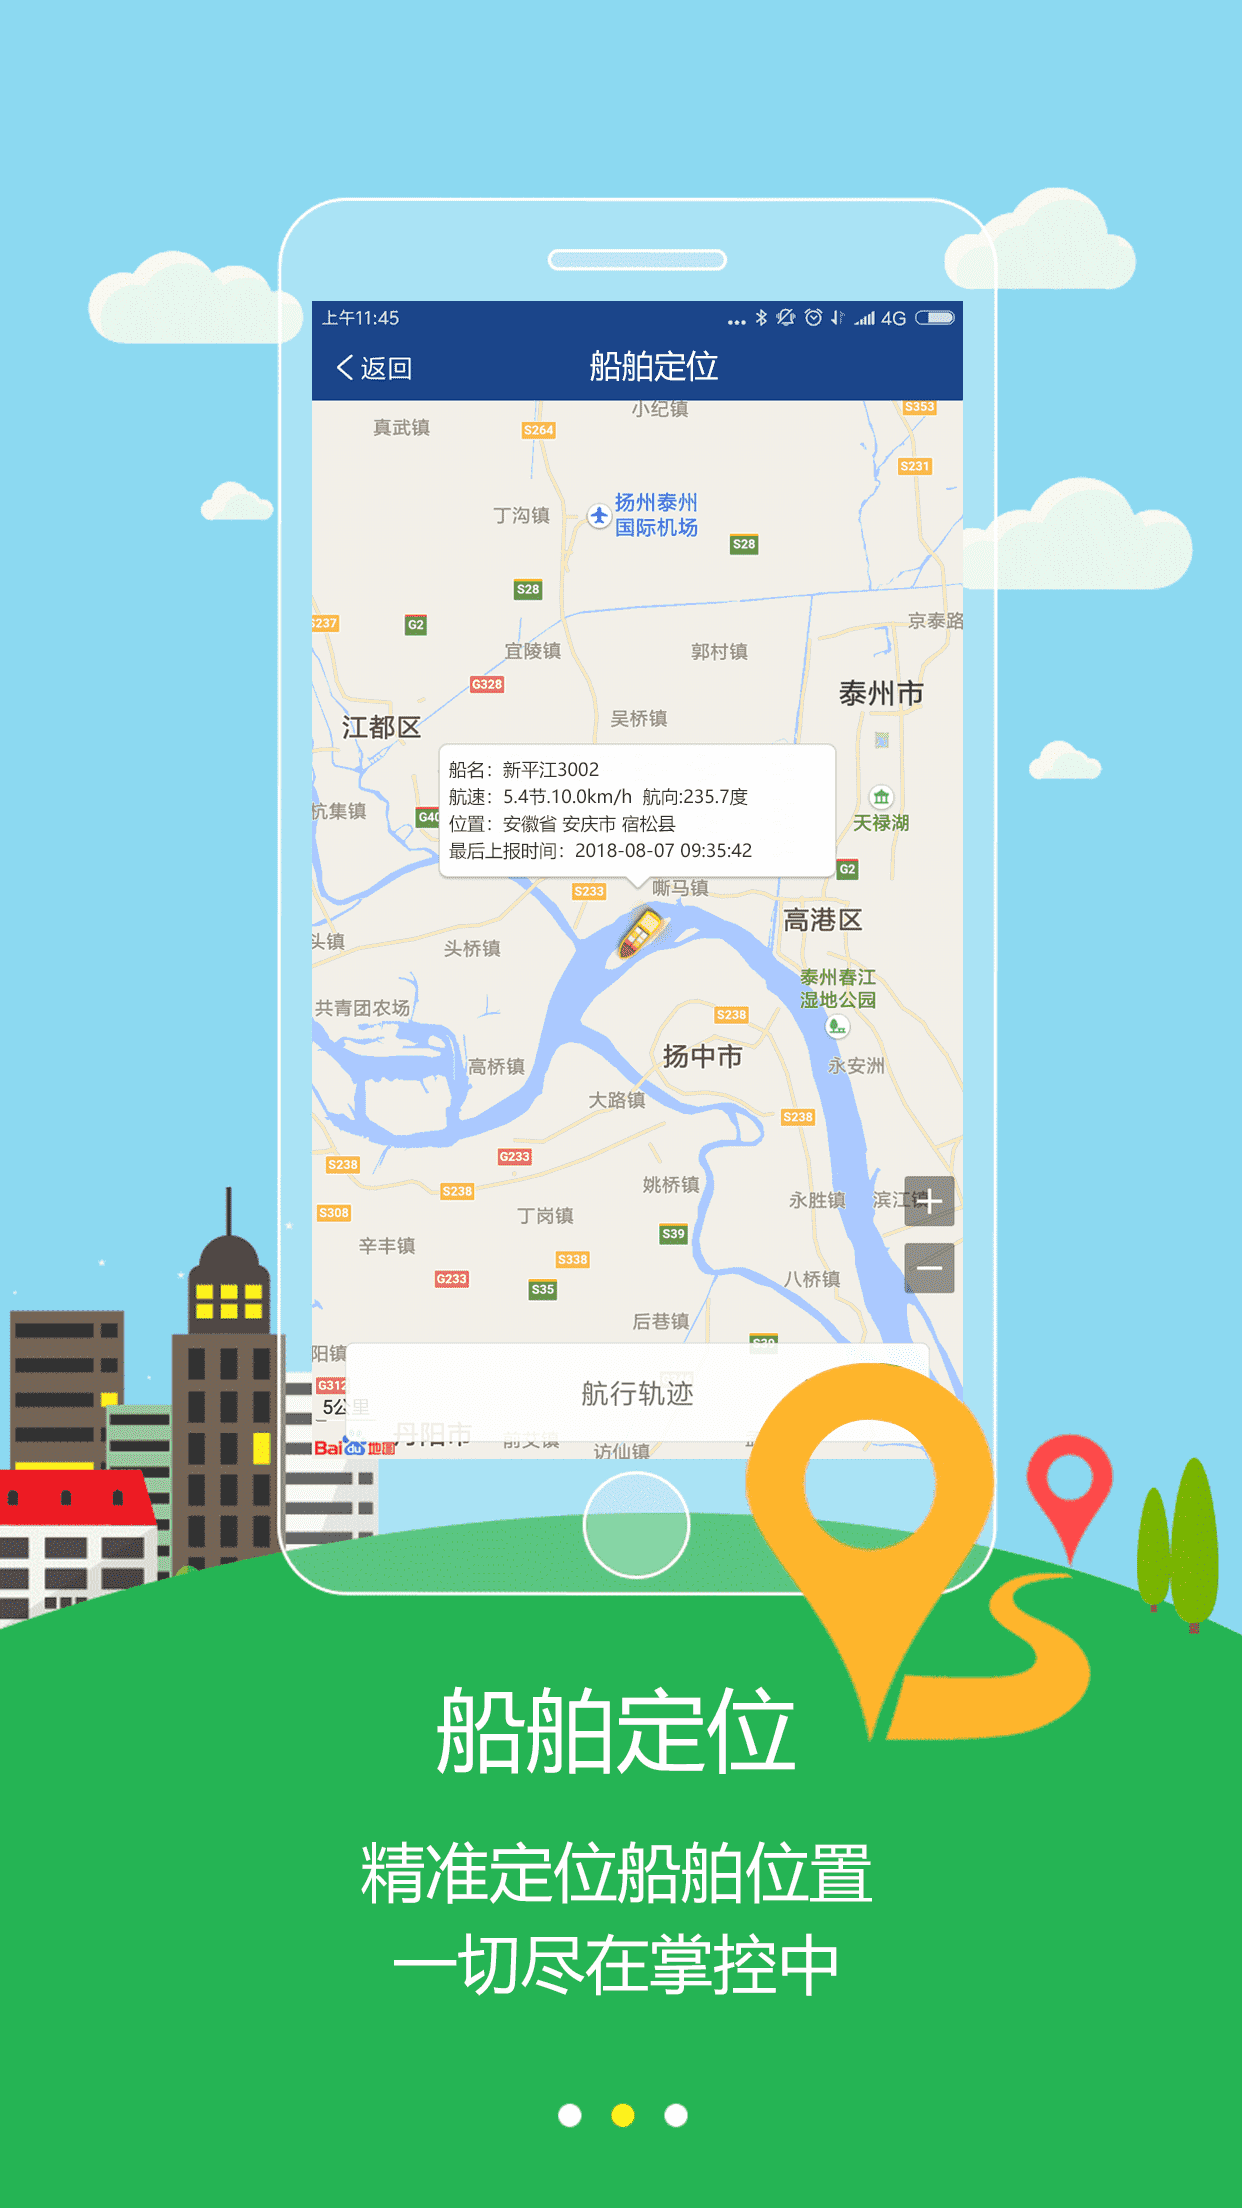 上午11:45
4G
返回
船舶定位
小纪镇
S353
真武镇
S264
S231
扬州泰州
国际机场
丁沟镇
S28
S28
S237
G2
京泰路
宜陵镇
郭村镇
G328
泰州市
吴桥镇
江都区
船名：新平江3002
航速：5.4节.10.0km/h 航向:235.7度
位置：安徽省 安庆市 宿松县
最后上报时间：2018-08-07 09:35:42
杭集镇
G40
天禄湖
G2
S233
嘶马镇
高港区
头镇
头桥镇
泰州春江
湿地公园
共青团农场
S238
扬中市
高桥镇
永安洲
大路镇
S238
G233
S238
S238
姚桥镇
永胜镇
滨江镇
S308
丁岗镇
S39
辛丰镇
S338
G233
S35
八桥镇
后巷镇
S39
阳镇
G312
航行轨迹
5公里
丹阳市
前艾镇
访仙镇
Bai du 地图
船舶定位
精准定位船舶位置
一切尽在掌控中